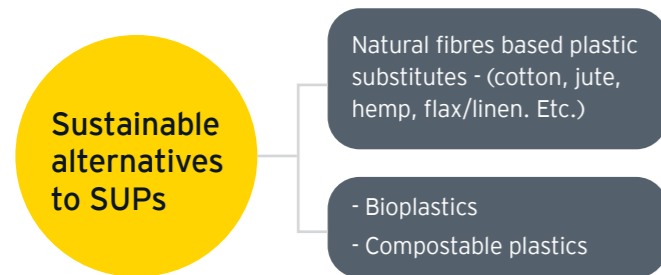 Sustainable
alternatives
to SUPs
Natural fibres based plastic
substitutes - (cotton, jute,
hemp, flax/linen. Etc.)
- Bioplastics
- Compostable plastics